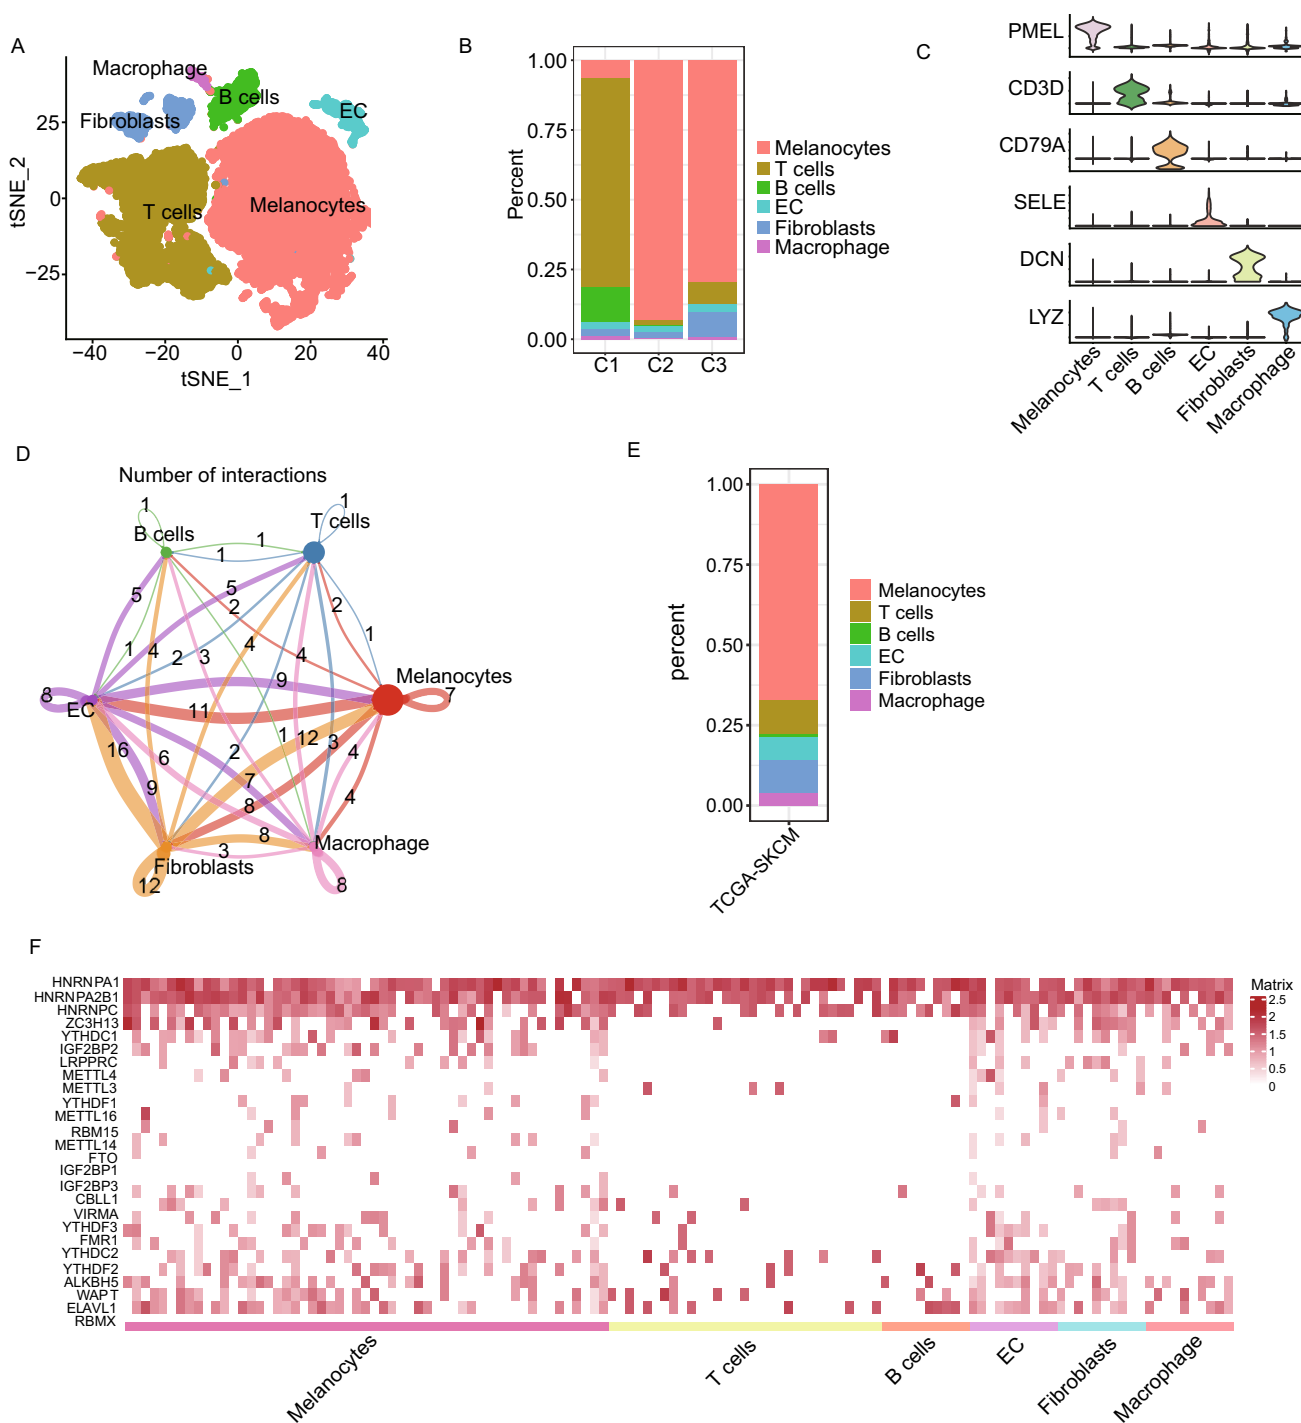 A
Macrophage
B cells
EC
Fibroblasts
T cells
Melanocytes
tSNE_2
25
0
−25
−40
−20
0
20
40
tSNE_1
B
Percent
1.00
0.75
0.50
0.25
0.00
C1
C2
C3
Melanocytes
T cells
B cells
EC
Fibroblasts
Macrophage
C
PMEL
CD3D
CD79A
SELE
DCN
LYZ
Melanocytes
T cells
B cells
EC
Fibroblasts
Macrophage
D
Number of interactions
1
1
B cells
T cells
1
1
5
5
2
2
1
1
4
2
3
4
4
9
Melanocytes
8
7
EC
11
16
6
2
1
12
3
4
9
7
4
8
8
3
Macrophage
Fibroblasts
12
8
E
percent
1.00
0.75
0.50
0.25
0.00
TCGA-SKCM
Melanocytes
T cells
B cells
EC
Fibroblasts
Macrophage
F
HNRNPA1
HNRNPA2B1
HNRNPC
ZC3H13
YTHDC1
IGF2BP2
LRPPRC
METTL4
METTL3
YTHDF1
METTL16
RBM15
METTL14
FTO
IGF2BP1
IGF2BP3
CBLL1
VIRMA
YTHDF3
FMR1
YTHDC2
YTHDF2
ALKBH5
WAPT
ELAVL1
RBMX
Matrix
2.5
2
1.5
1
0.5
0
Melanocytes
T cells
B cells
EC
Fibroblasts
Macrophage